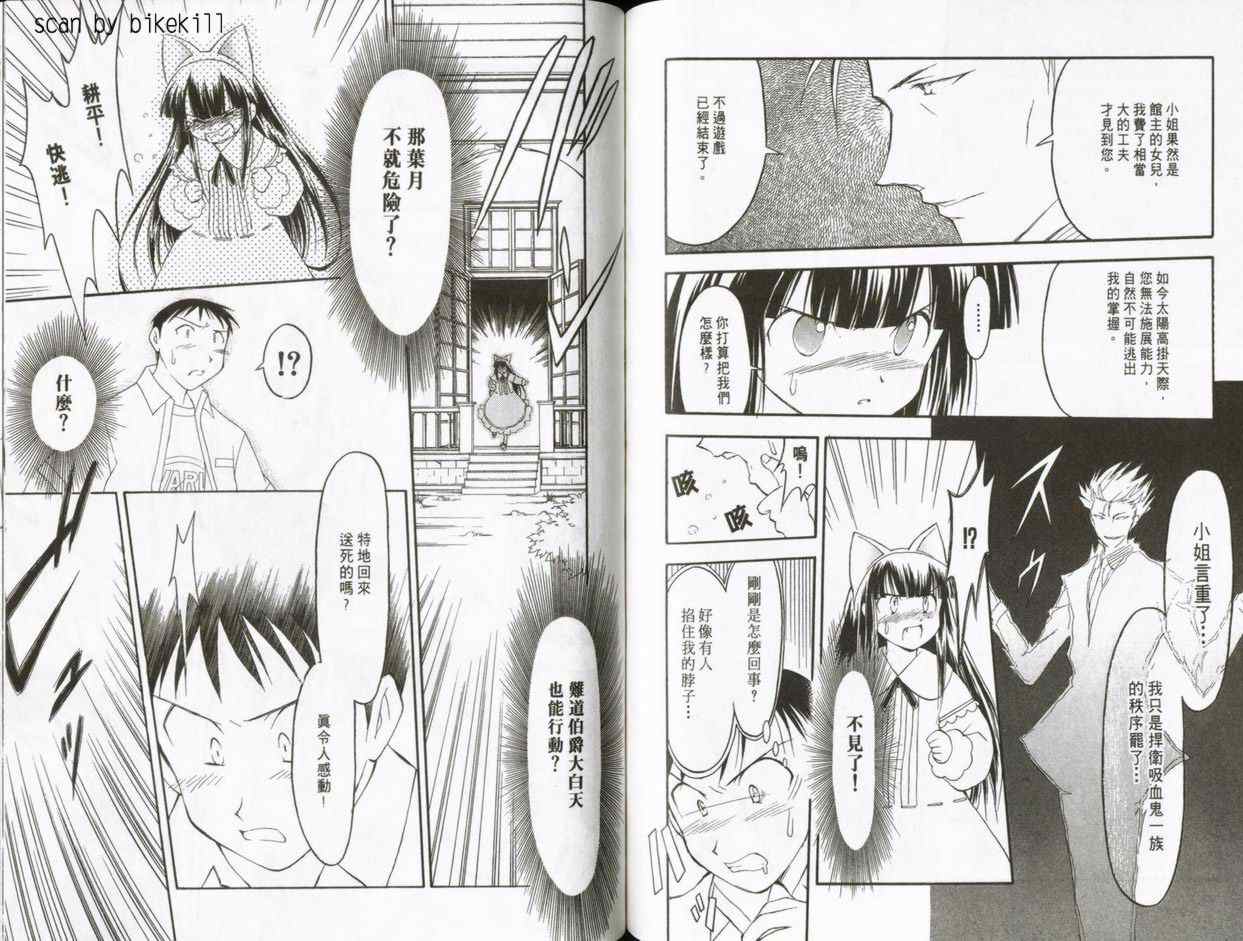 小姐果然是
館主的女兒，
我費了相當
大的工夫
才見到您。
不過遊戲
已經結束了。
如今太陽高掛天際，
您無法施展能力，
自然不可能逃出
我的掌握。
……
你打算把我們
怎麼樣？
小姐言重了…
我只是捍衛吸血鬼一族
的秩序罷了…
!?
不見了！
嗚！
咳
咳
剛剛是怎麼回事？
好像有人
掐住我的脖子…
難道伯爵大白天
也能行動？
那葉月
不就危險了？
耕平！
快逃！
!?
什麼？
YARI
特地回來
送死的嗎？
眞令人感動！
scan by bikekill